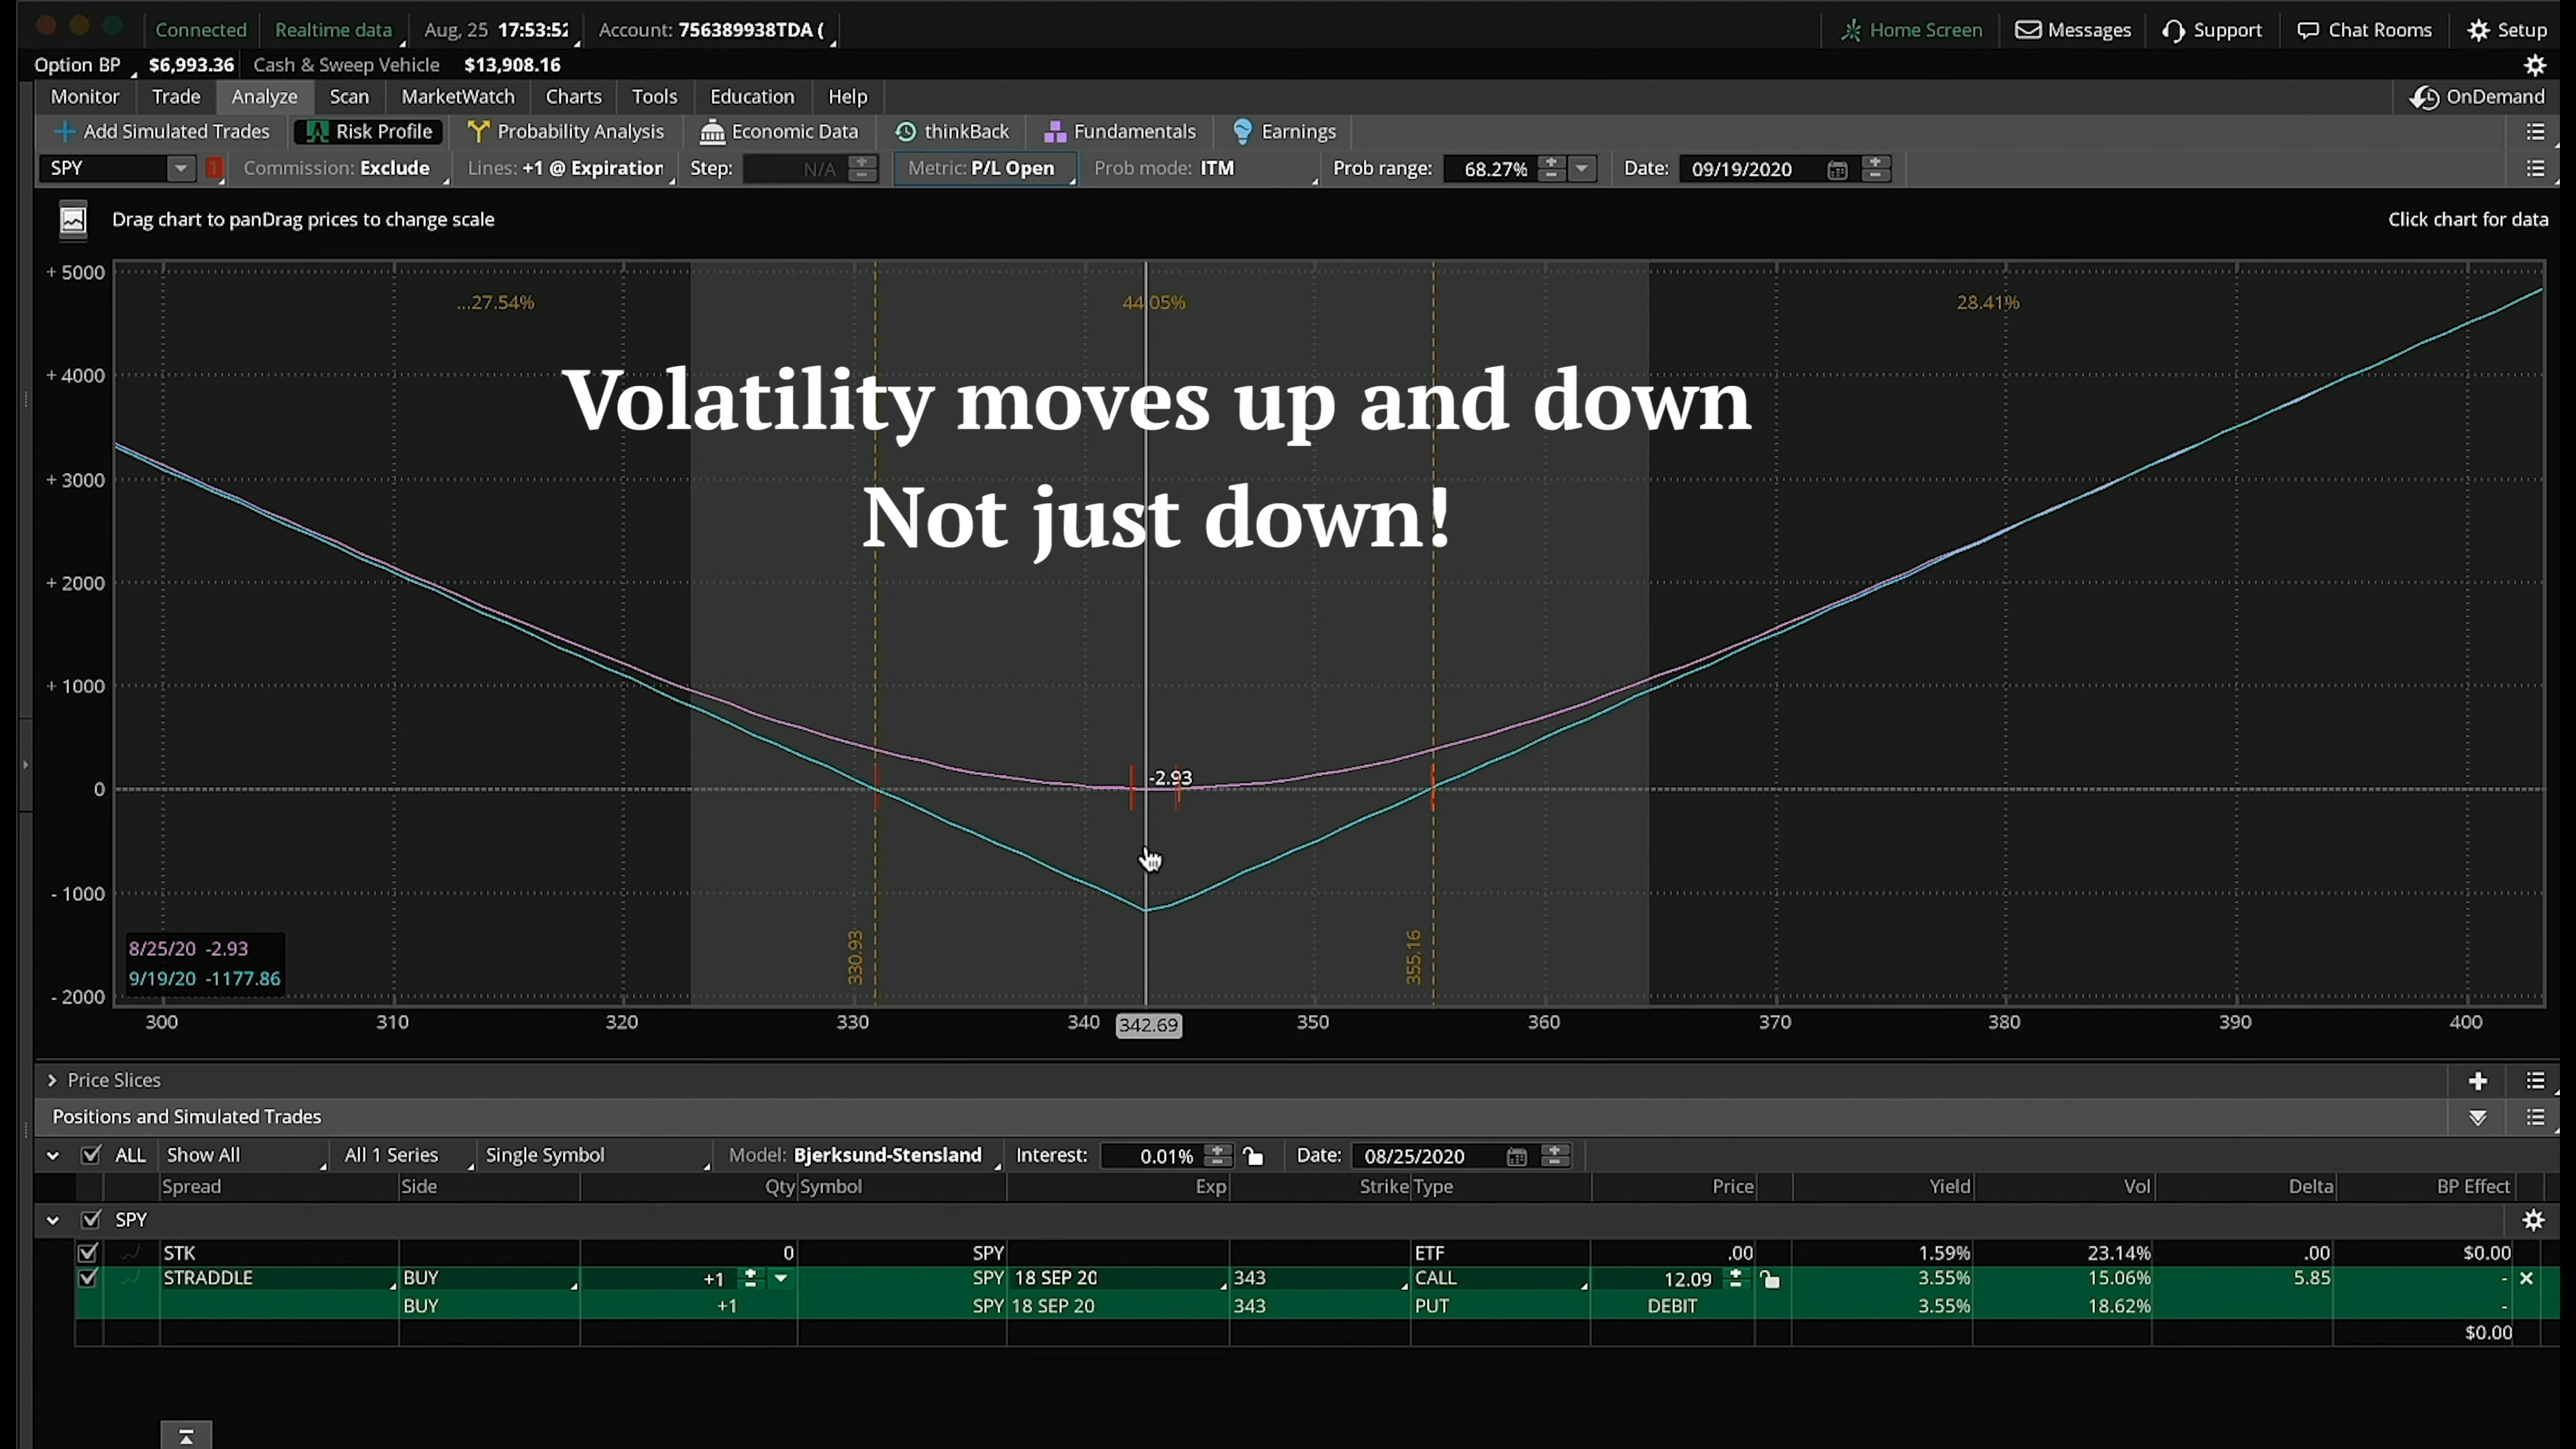 Connected Realtime data Aug, 25 17:53:52 Account: 756389938TDA ( Home Screen Messages Support Chat Rooms Setup
Option BP $6,993.36 Cash & Sweep Vehicle $13,908.16
Monitor Trade Analyze Scan MarketWatch Charts Tools Education Help OnDemand
Add Simulated Trades Risk Profile Probability Analysis Economic Data thinkBack Fundamentals Earnings
SPY 1 Commission: Exclude Lines: +1 @ Expiration Step: N/A Metric: P/L Open Prob mode: ITM Prob range: 68.27% Date: 09/19/2020
Drag chart to panDrag prices to change scale Click chart for data
+ 5000
...27.54% 44.05% 28.41%
+ 4000
Volatility moves up and down
+ 3000
Not just down!
+ 2000
+ 1000
-2.93
0
- 1000
8/25/20 -2.93
9/19/20 -1177.86
330.93 355.16
- 2000
300 310 320 330 340 342.69 350 360 370 380 390 400
Price Slices
Positions and Simulated Trades
ALL Show All All 1 Series Single Symbol Model: Bjerksund-Stensland Interest: 0.01% Date: 08/25/2020
Spread Side Qty Symbol Exp Strike Type Price Yield Vol Delta BP Effect
SPY
STK 0 SPY ETF .00 1.59% 23.14% .00 $0.00
STRADDLE BUY +1 SPY 18 SEP 20 343 CALL 12.09 3.55% 15.06% 5.85 -
BUY +1 SPY 18 SEP 20 343 PUT DEBIT 3.55% 18.62% -
$0.00